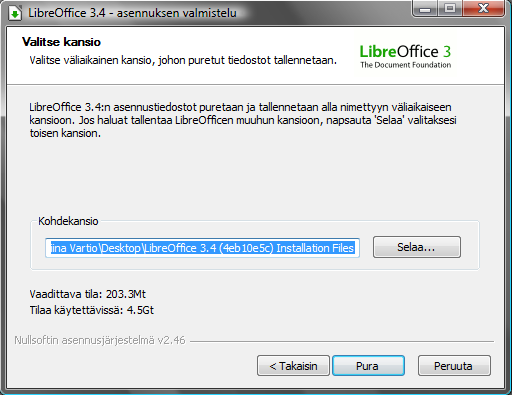 LibreOffice 3.4 - asennuksen valmistelu
Valitse kansio
Valitse väliaikainen kansio, johon puretut tiedostot tallennetaan.
LibreOffice 3
The Document Foundation
LibreOffice 3.4:n asennustiedostot puretaan ja tallennetaan alla nimettyyn väliaikaiseen
kansioon. Jos haluat tallentaa LibreOfficen muuhun kansioon, napsauta 'Selaa' valitaksesi
toisen kansion.
Kohdekansio
iina Vartio\Desktop\LibreOffice 3.4 (4eb10e5c) Installation Files
Selaa...
Vaadittava tila: 203.3Mt
Tilaa käytettävissä: 4.5Gt
Nullsoftin asennusjärjestelmä v2.46
< Takaisin
Pura
Peruuta